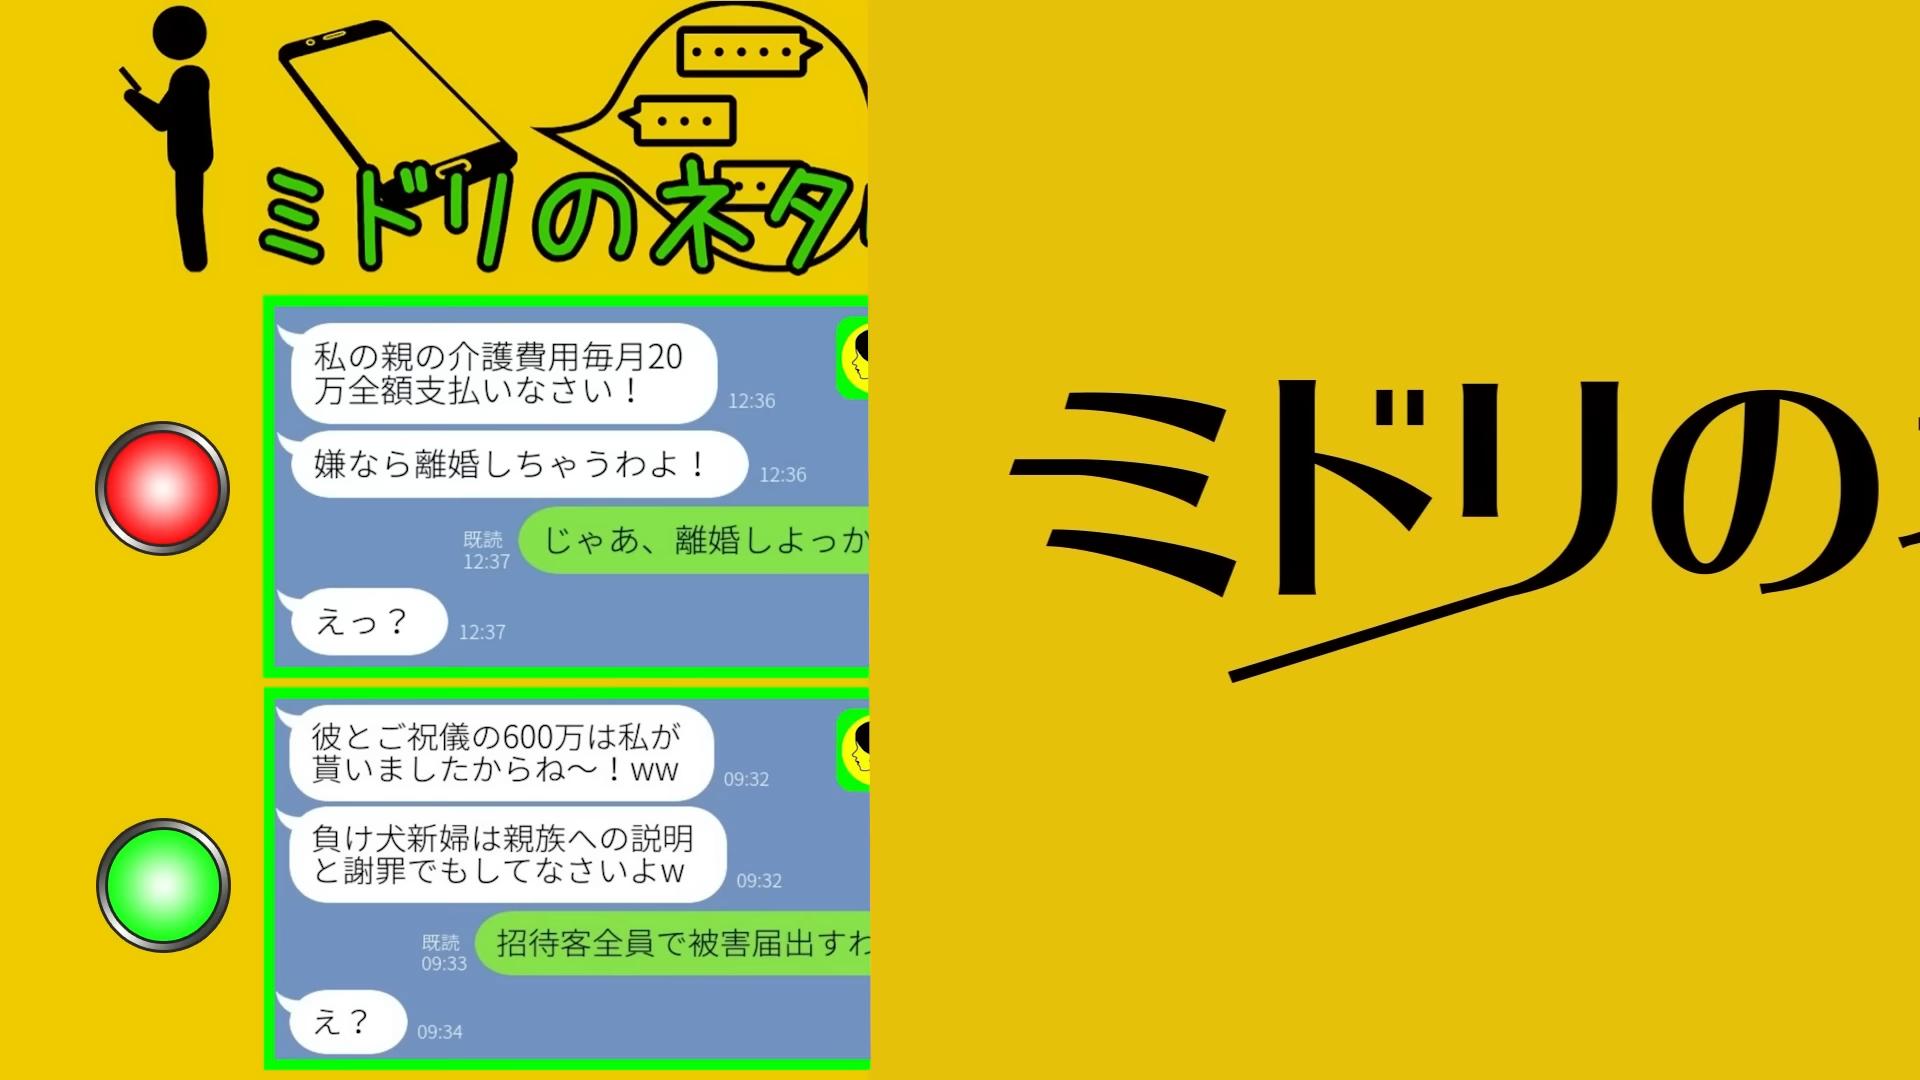 ミドリのネタ
私の親の介護費用毎月20
万全額支払いなさい！
12:36
嫌なら離婚しちゃうわよ！
12:36
既読
12:37
じゃあ、離婚しよっか
えっ？
12:37
彼とご祝儀の600万は私が
貰いましたからね〜！ww
09:32
負け犬新婦は親族への説明
と謝罪でもしてなさいよw
09:32
既読
09:33
招待客全員で被害届出すわ
え？
09:34
ミドリの